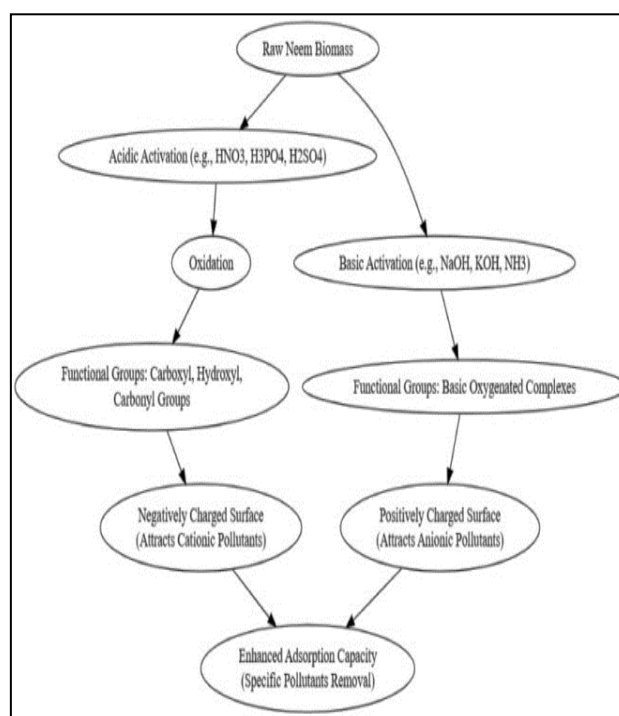 Raw Neem Biomass
Acidic Activation (e.g., HNO3, H3PO4, H2SO4)
Oxidation
Basic Activation (e.g., NaOH, KOH, NH3)
Functional Groups: Carboxyl, Hydroxyl,
Carbonyl Groups
Functional Groups: Basic Oxygenated Complexes
Negatively Charged Surface
(Attracts Cationic Pollutants)
Positively Charged Surface
(Attracts Anionic Pollutants)
Enhanced Adsorption Capacity
(Specific Pollutants Removal)